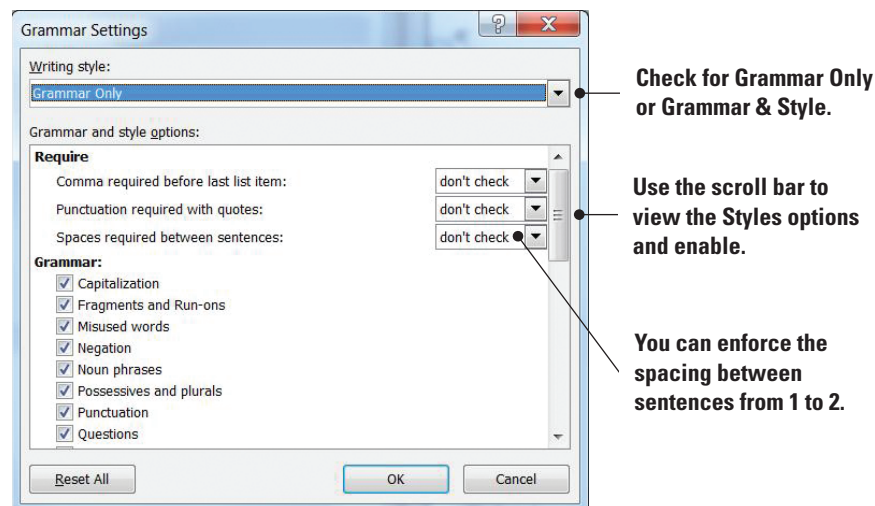 Grammar Settings
Writing style:
Grammar Only
Grammar and style options:
Require
Comma required before last list item: don't check
Punctuation required with quotes: don't check
Spaces required between sentences: don't check
Grammar:
Capitalization
Fragments and Run-ons
Misused words
Negation
Noun phrases
Possessives and plurals
Punctuation
Questions
Reset All OK Cancel
Check for Grammar Only
or Grammar & Style.
Use the scroll bar to
view the Styles options
and enable.
You can enforce the
spacing between
sentences from 1 to 2.